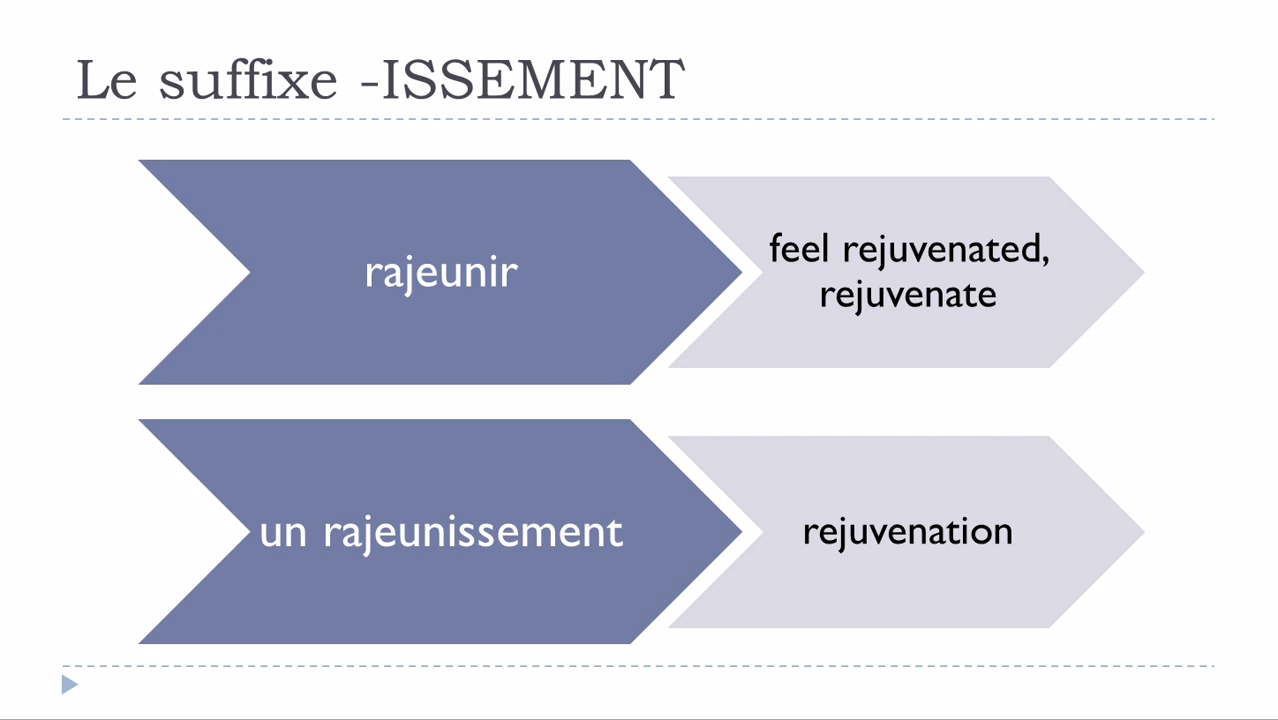 Le suffixe -ISSEMENT
rajeunir
feel rejuvenated,
rejuvenate
un rajeunissement
rejuvenation